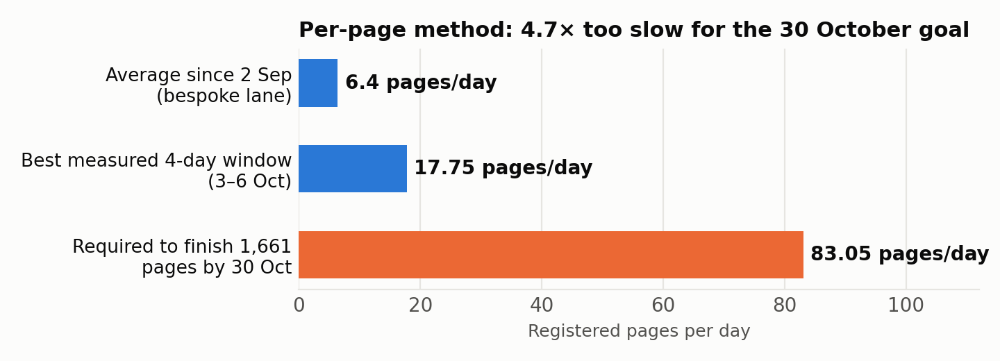 Per-page method: 4.7× too slow for the 30 October goal
Average since 2 Sep
(bespoke lane)
6.4 pages/day
Best measured 4-day window
(3–6 Oct)
17.75 pages/day
Required to finish 1,661
pages by 30 Oct
83.05 pages/day
0 20 40 60 80 100
Registered pages per day